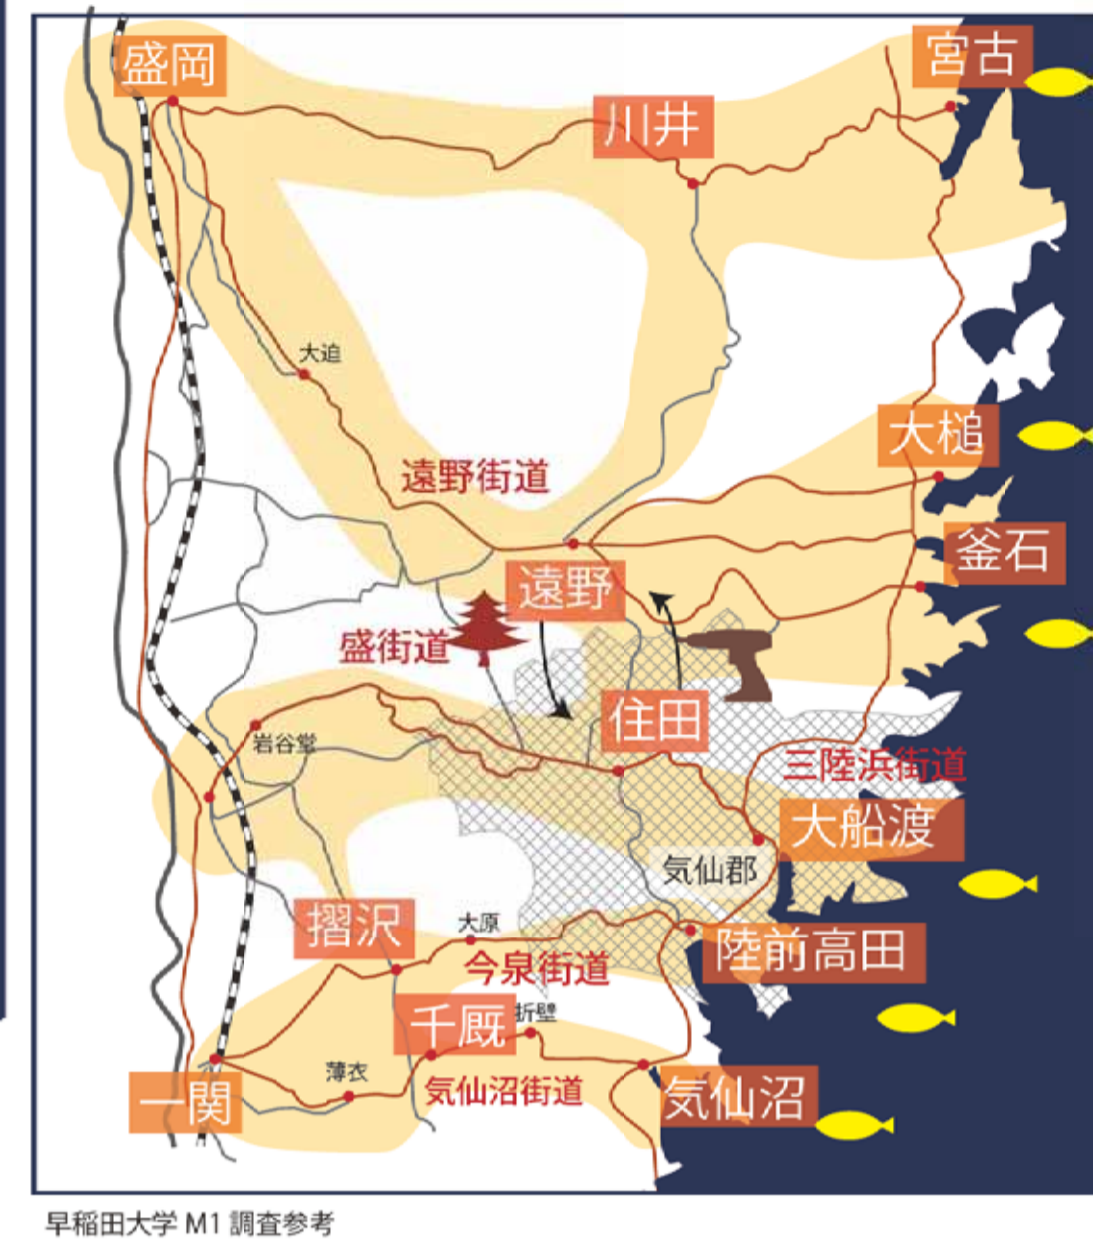 盛岡
宮古
川井
大迫
大槌
遠野街道
釜石
遠野
盛街道
住田
岩谷堂
三陸浜街道
大船渡
気仙郡
摺沢
大原
陸前高田
今泉街道
千厩
折壁
薄衣
気仙沼街道
一関
気仙沼
早稲田大学 M1 調査参考